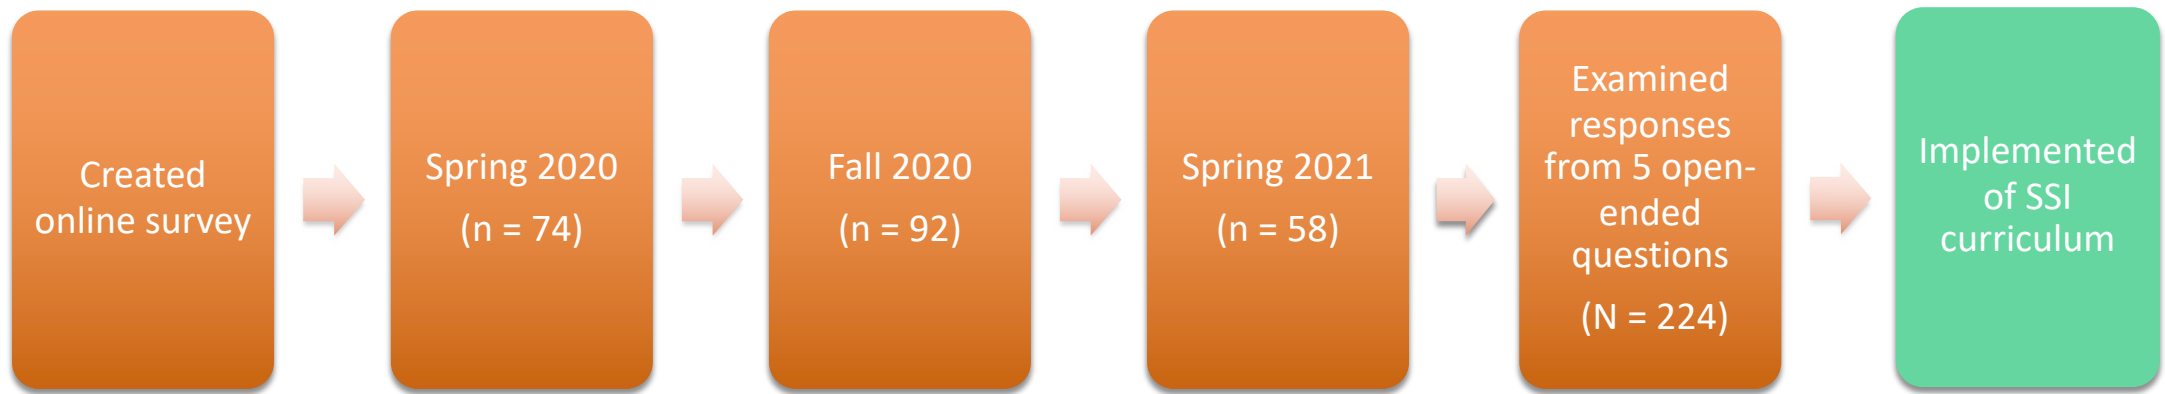 Created
online survey
Spring 2020
(n = 74)
Fall 2020
(n = 92)
Spring 2021
(n = 58)
Examined
responses
from 5 open-
ended
questions
(N = 224)
Implemented
of SSI
curriculum